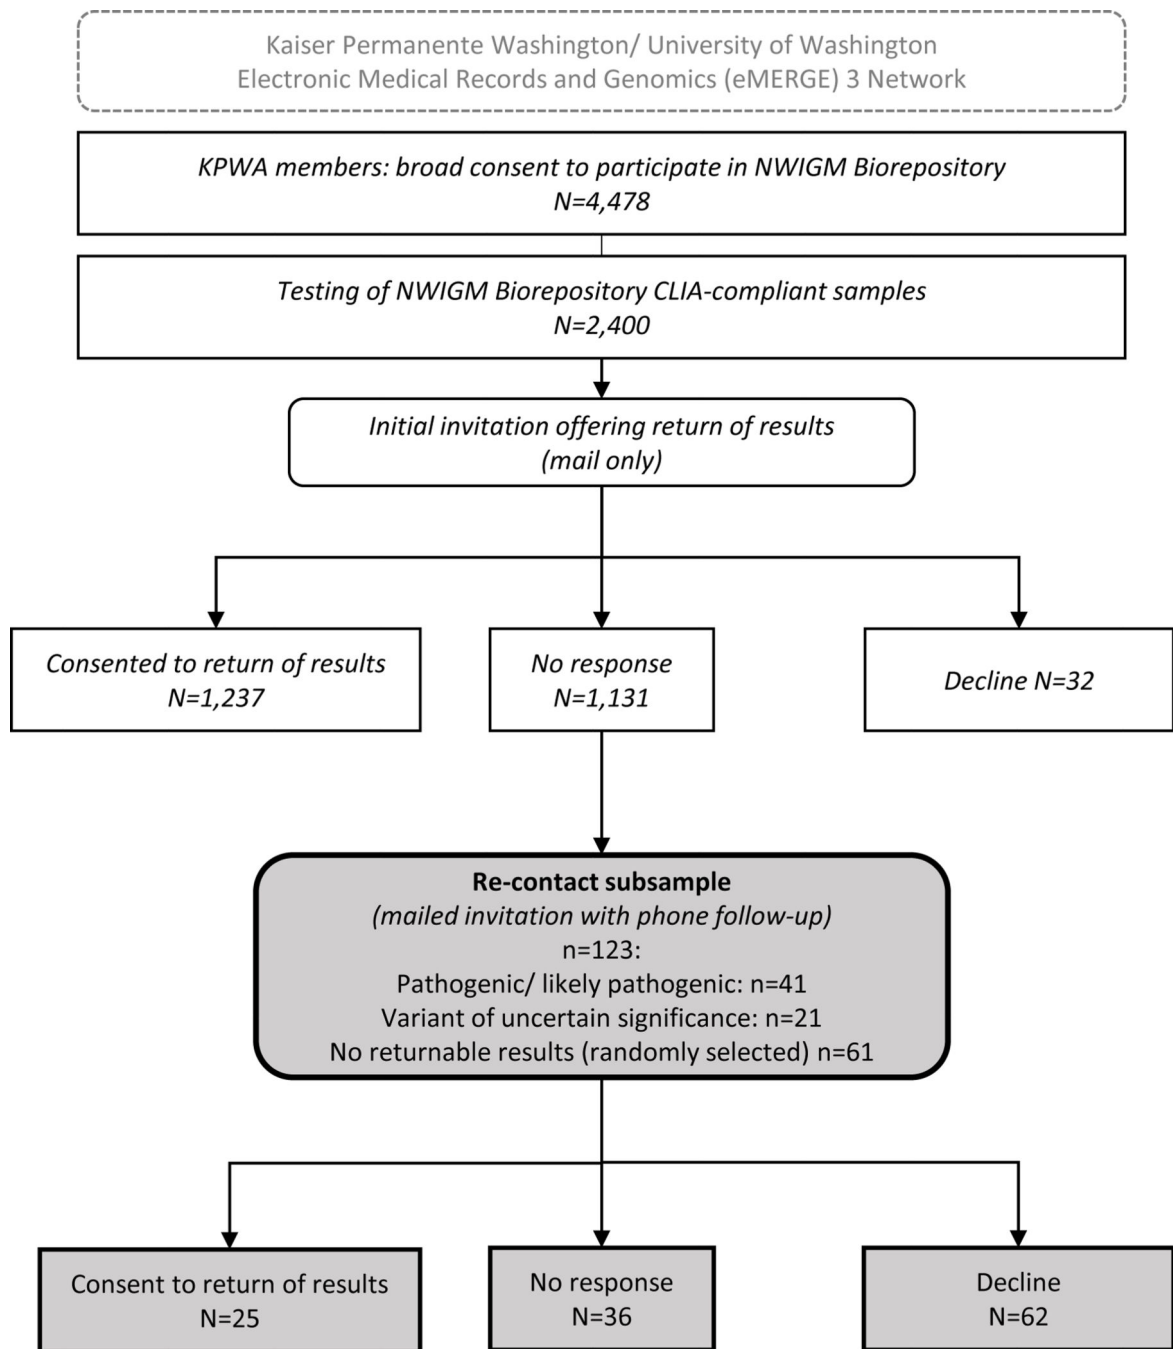 Kaiser Permanente Washington/ University of Washington
Electronic Medical Records and Genomics (eMERGE) 3 Network
KPWA members: broad consent to participate in NWIGM Biorepository
N=4,478
Testing of NWIGM Biorepository CLIA-compliant samples
N=2,400
Initial invitation offering return of results
(mail only)
Consented to return of results
N=1,237
No response
N=1,131
Decline N=32
Re-contact subsample
(mailed invitation with phone follow-up)
n=123:
Pathogenic/ likely pathogenic: n=41
Variant of uncertain significance: n=21
No returnable results (randomly selected) n=61
Consent to return of results
N=25
No response
N=36
Decline
N=62